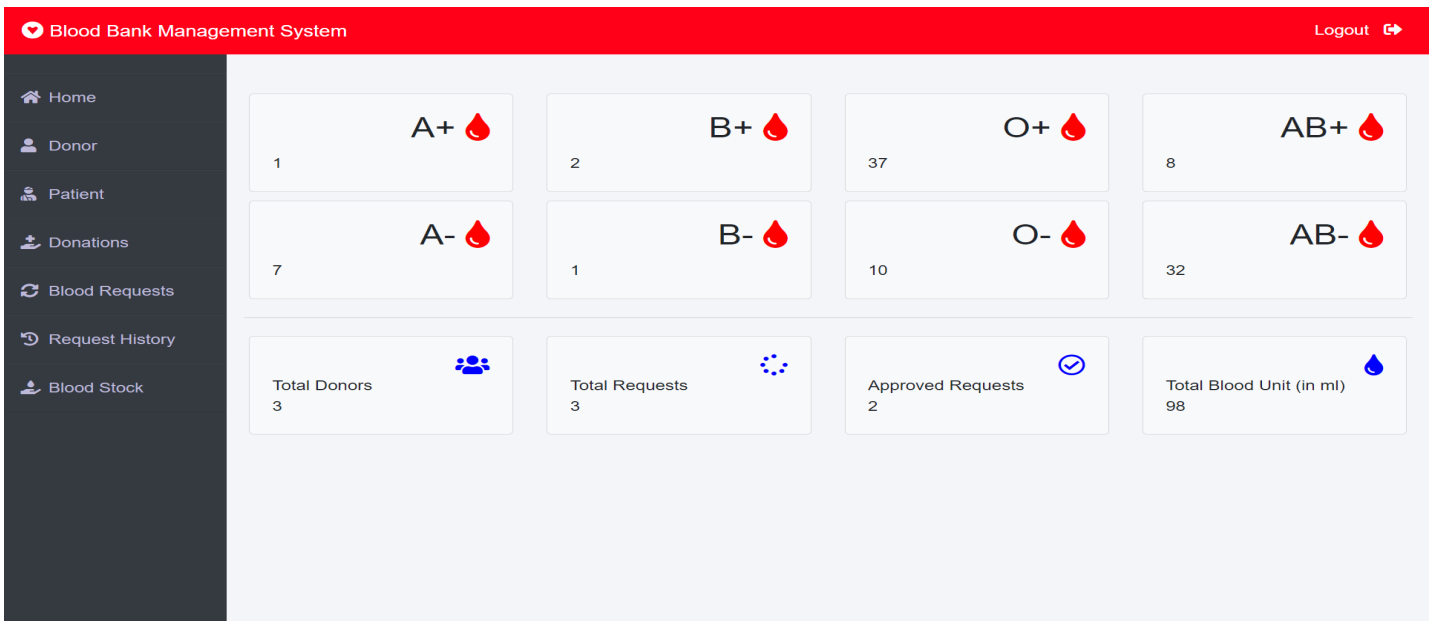 Blood Bank Management System
Logout
Home
Donor
Patient
Donations
Blood Requests
Request History
Blood Stock
A+
1
B+
2
O+
37
AB+
8
A-
7
B-
1
O-
10
AB-
32
Total Donors
3
Total Requests
3
Approved Requests
2
Total Blood Unit (in ml)
98